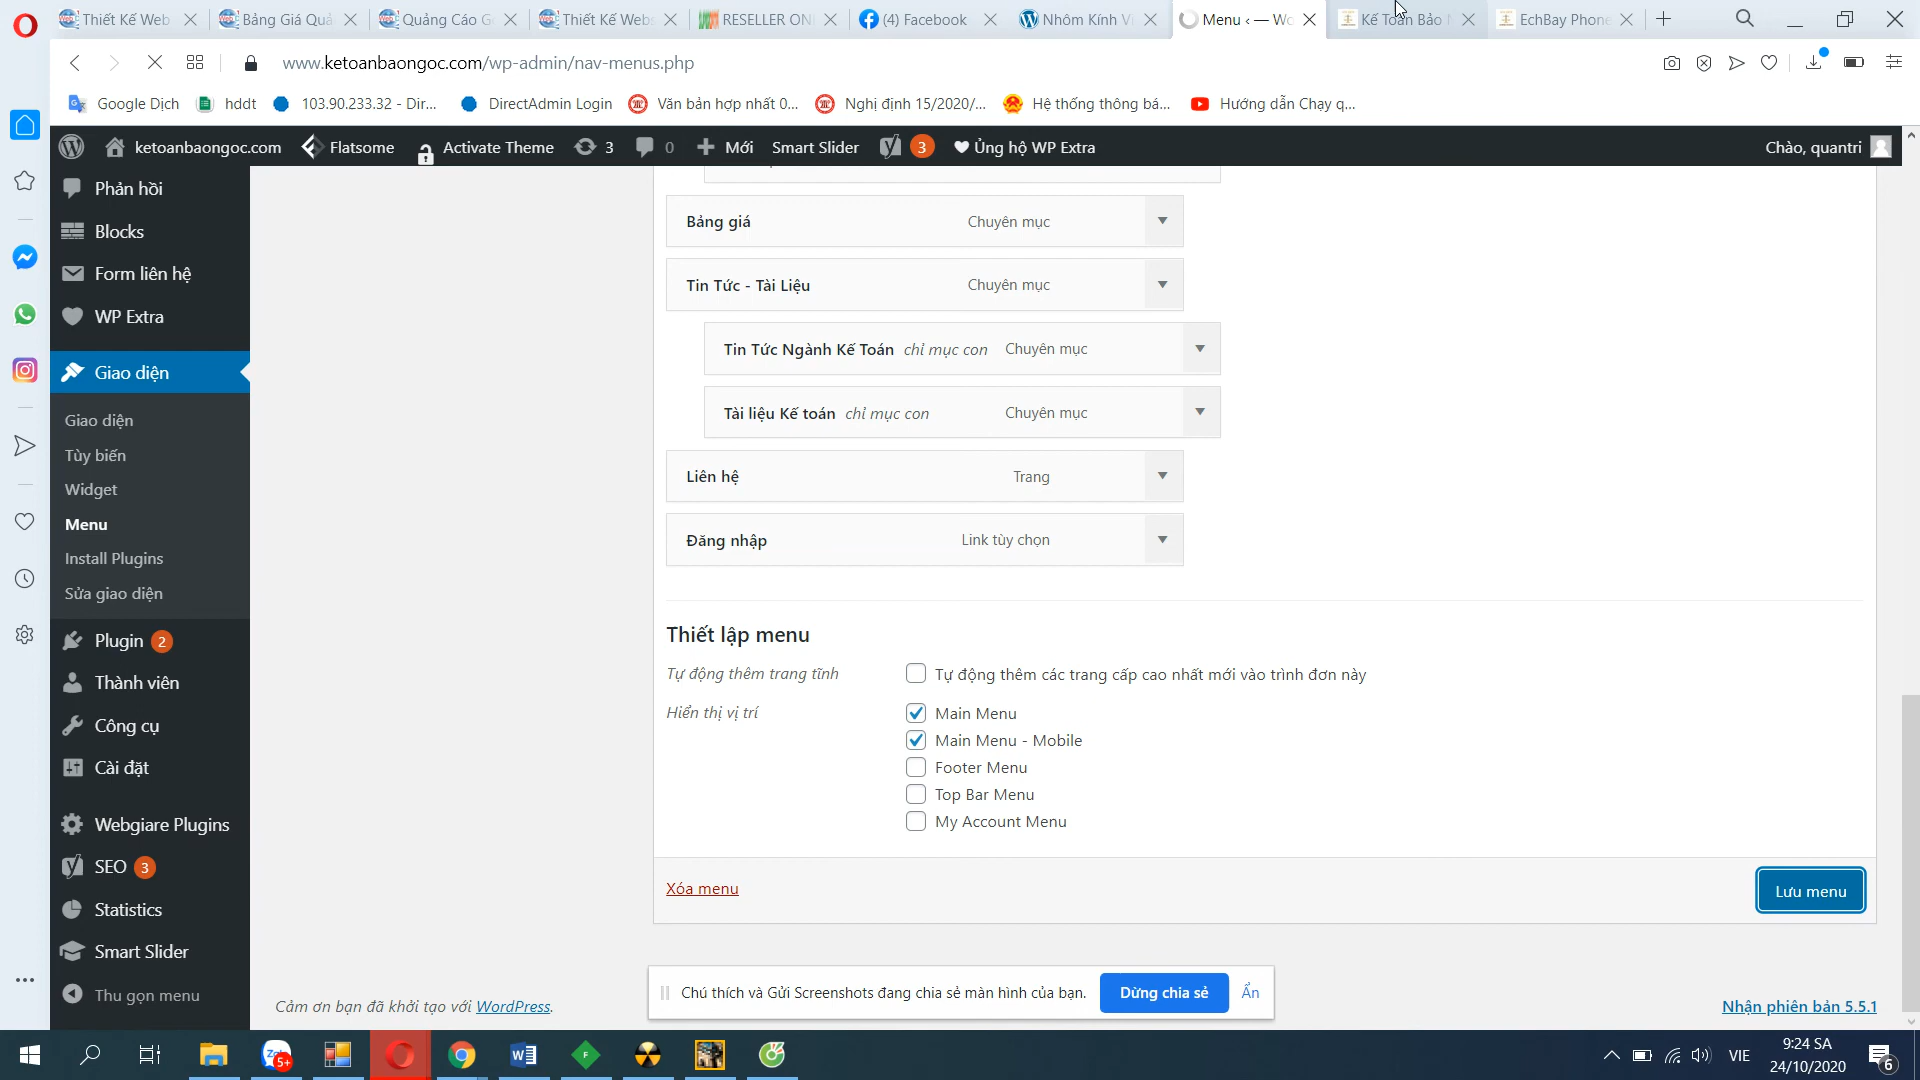 Thiết Kế Web
Bảng Giá Quả
Quảng Cáo G
Thiết Kế Webs
RESELLER ON
(4) Facebook
Nhôm Kính V
Menu ‹ — Wo
Kế Toán Bảo
EchBay Phone
www.ketoanbaongoc.com/wp-admin/nav-menus.php
Google Dịch
hddt
103.90.233.32 - Dir...
DirectAdmin Login
Văn bản hợp nhất 0...
Nghị định 15/2020/...
Hệ thống thông bá...
Hướng dẫn Chạy q...
ketoanbaongoc.com
Flatsome
Activate Theme
3
0
Mới
Smart Slider
3
Ủng hộ WP Extra
Chào, quantri
Phản hồi
Blocks
Form liên hệ
WP Extra
Giao diện
Giao diện
Tùy biến
Widget
Menu
Install Plugins
Sửa giao diện
Plugin 2
Thành viên
Công cụ
Cài đặt
Webgiare Plugins
SEO 3
Statistics
Smart Slider
Thu gọn menu
Bảng giá Chuyên mục
Tin Tức - Tài Liệu Chuyên mục
Tin Tức Ngành Kế Toán chỉ mục con Chuyên mục
Tài liệu Kế toán chỉ mục con Chuyên mục
Liên hệ Trang
Đăng nhập Link tùy chọn
Thiết lập menu
Tự động thêm trang tĩnh
Tự động thêm các trang cấp cao nhất mới vào trình đơn này
Hiển thị vị trí
Main Menu
Main Menu - Mobile
Footer Menu
Top Bar Menu
My Account Menu
Xóa menu
Lưu menu
Chú thích và Gửi Screenshots đang chia sẻ màn hình của bạn.
Dừng chia sẻ
Ẩn
Cảm ơn bạn đã khởi tạo với WordPress.
Nhận phiên bản 5.5.1
5+
VIE
9:24 SA
24/10/2020
6